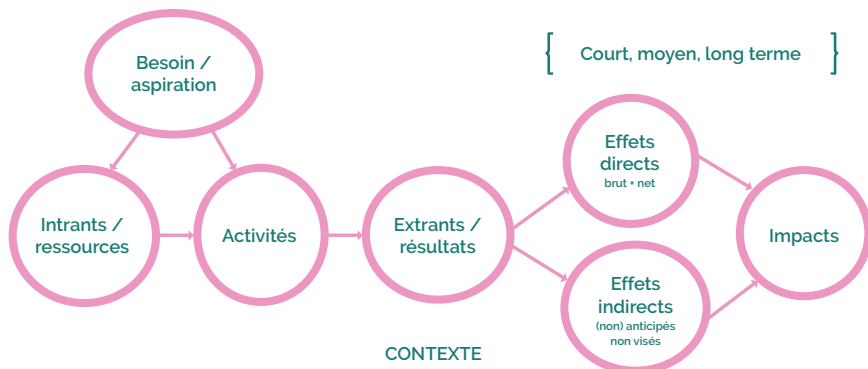 Besoin /
aspiration
{ Court, moyen, long terme }
Intrants /
ressources
Activités
Extrants /
résultats
Effets
directs
brut + net
Effets
indirects
(non) anticipés
non visés
Impacts
CONTEXTE